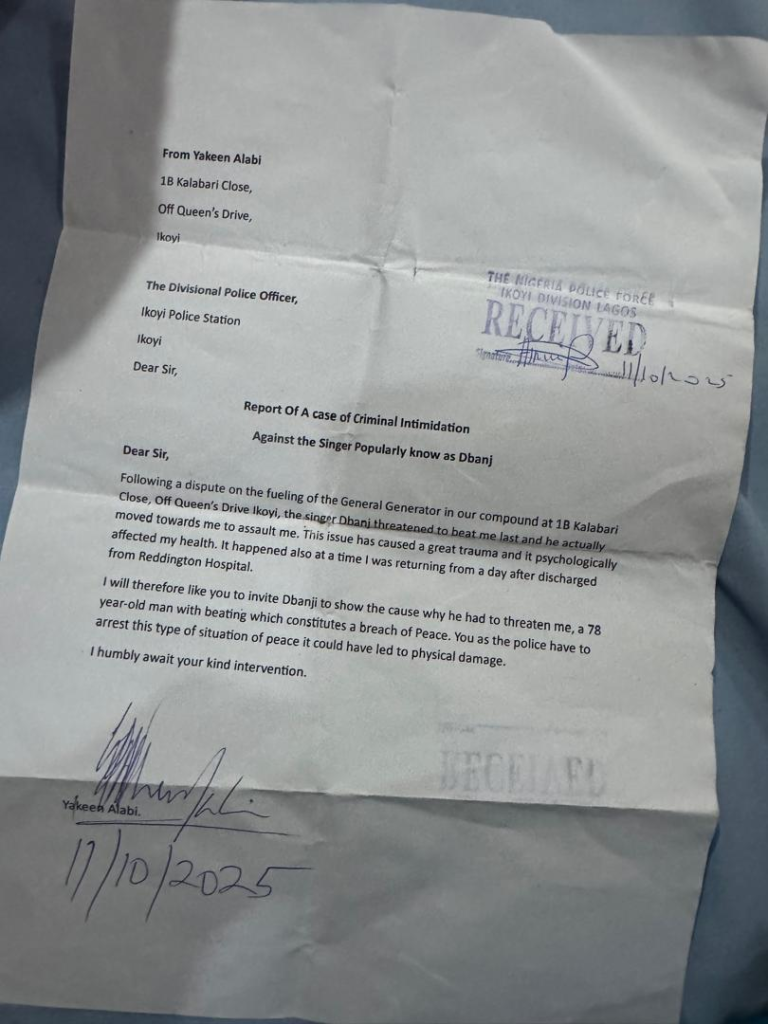 From Yakeen Alabi
1B Kalabari Close,
Off Queen's Drive,
Ikoyi
THE NIGERIA POLICE FORCE
IKOYI DIVISION LAGOS
RECEIVED
Signature
11/10/2025
The Divisional Police Officer,
Ikoyi Police Station
Ikoyi
Dear Sir,
Report Of A case of Criminal Intimidation
Against the Singer Popularly know as Dbanj
Dear Sir,
Following a dispute on the fueling of the General Generator in our compound at 1B Kalabari
Close, Off Queen's Drive Ikoyi, the singer Dbanj threatened to beat me last and he actually
moved towards me to assault me. This issue has caused a great trauma and it psychologically
affected my health. It happened also at a time I was returning from a day after discharged
from Reddington Hospital.
I will therefore like you to invite Dbanji to show the cause why he had to threaten me, a 78
year-old man with beating which constitutes a breach of Peace. You as the police have to
arrest this type of situation of peace it could have led to physical damage.
I humbly await your kind intervention.
RECEIVED
Yakeen Alabi.
11/10/2025